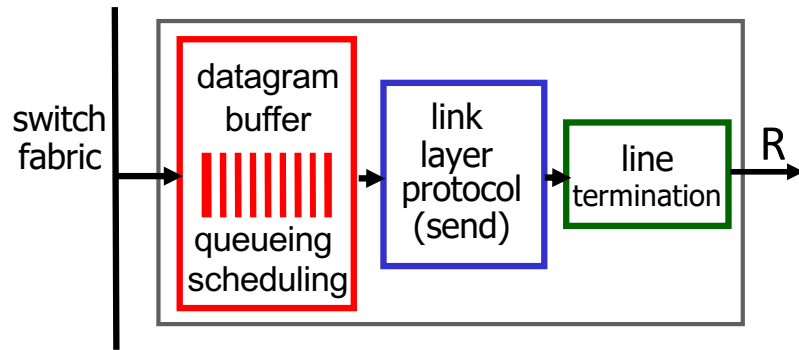 switch
fabric
datagram
buffer
queueing
scheduling
link
layer
protocol
(send)
line
termination
R